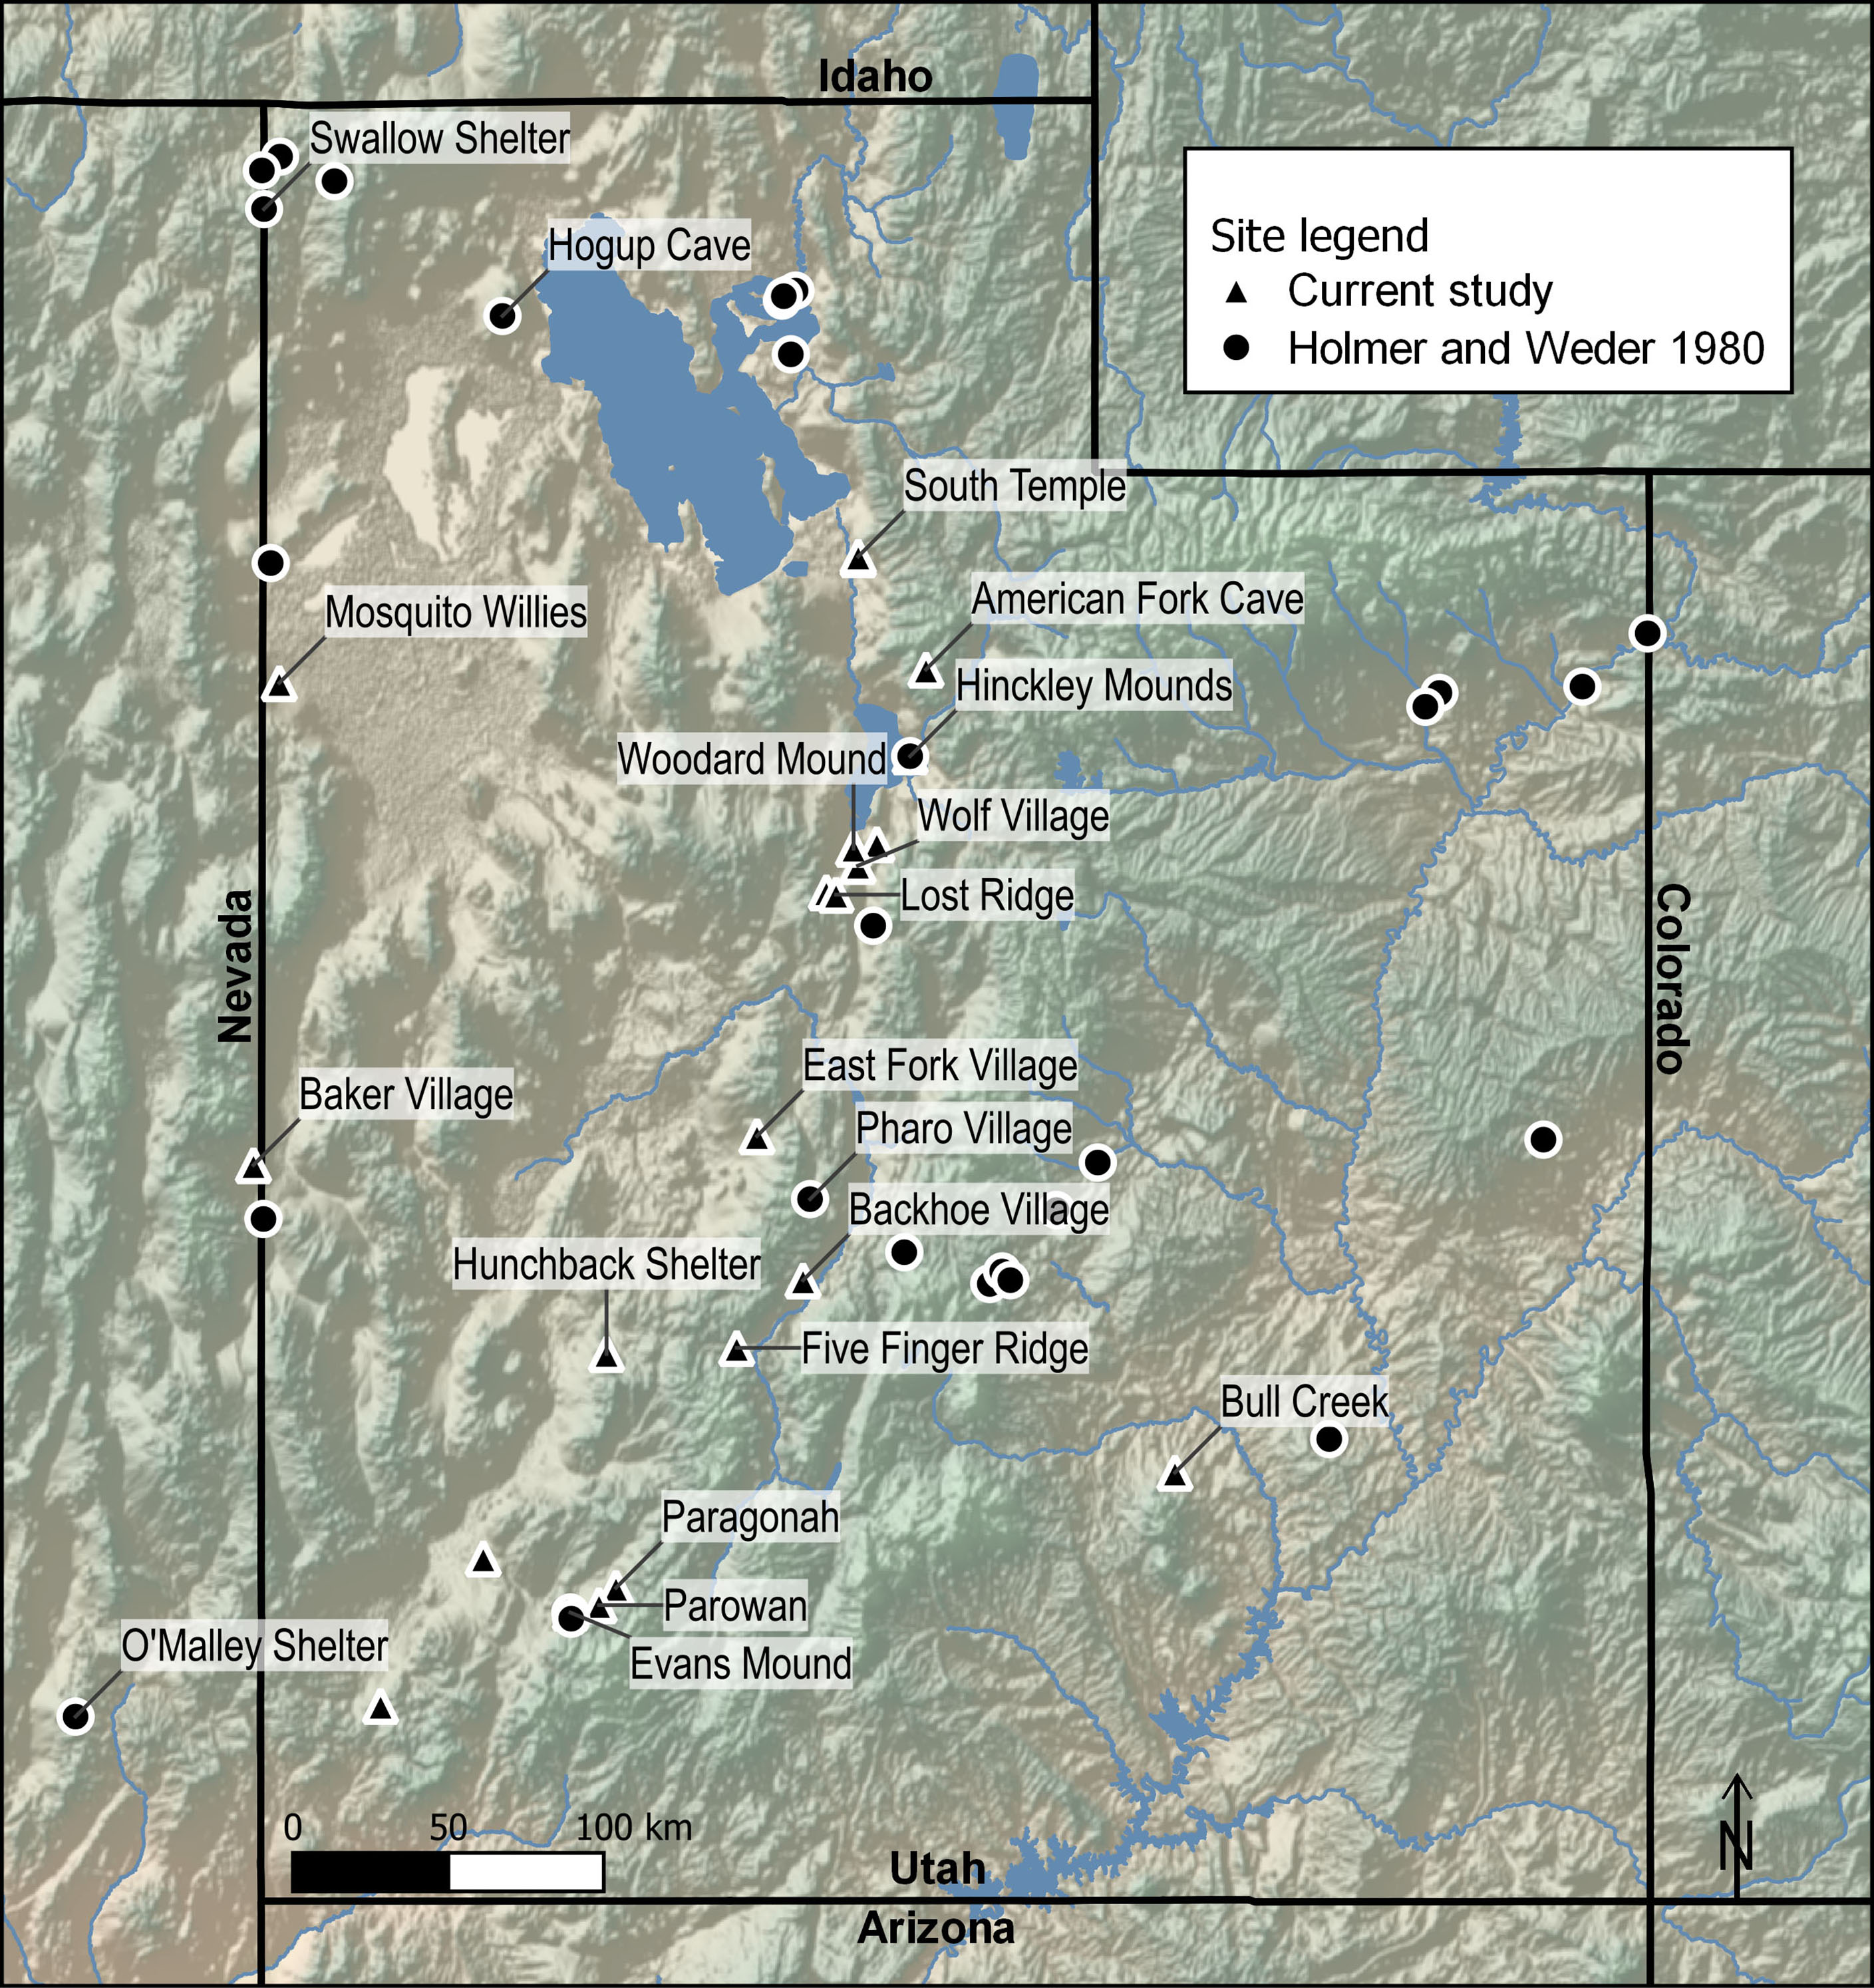 Idaho
Swallow Shelter
Site legend
Current study
Holmer and Weder 1980
Hogup Cave
South Temple
American Fork Cave
Mosquito Willies
Hinckley Mounds
Woodard Mound
Wolf Village
Lost Ridge
Nevada
Colorado
East Fork Village
Baker Village
Pharo Village
Backhoe Village
Hunchback Shelter
Five Finger Ridge
Bull Creek
Paragonah
Parowan
O'Malley Shelter
Evans Mound
0 50 100 km
N
Utah
Arizona